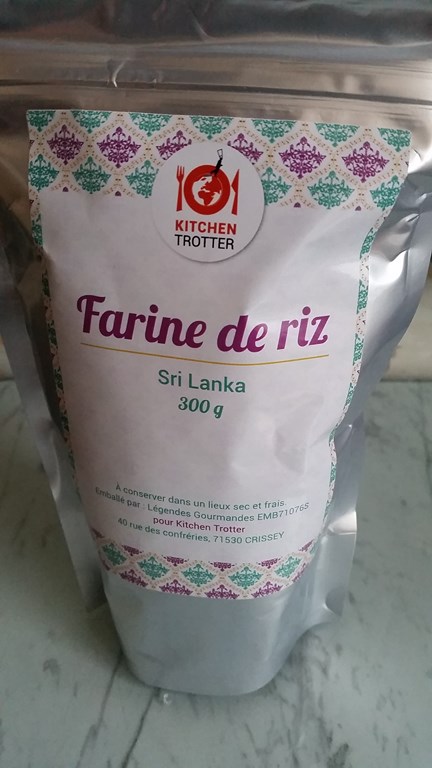 KITCHEN
TROTTER
Farine de riz
Sri Lanka
300 g
À conserver dans un lieux sec et frais.
Emballé par : Légendes Gourmandes EMB71076S
pour Kitchen Trotter
40 rue des confréries, 71530 CRISSEY